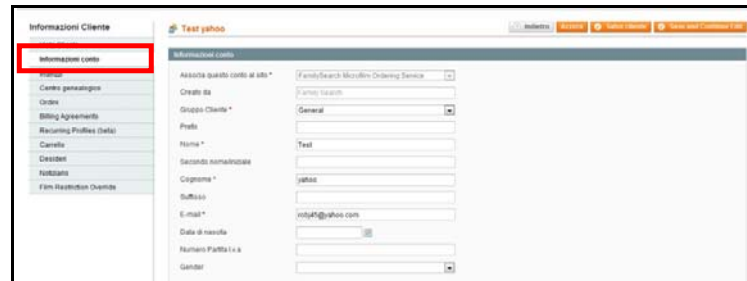 Informazioni Cliente
Informazioni conto
Centro genealogico
Ordini
Billing Agreements
Recurring Profiles (beta)
Carrello
Desideri
Notiziario
Film Restriction Override
Test yahoo
Indietro Azzera Salva cliente Save and Continue Edit
Informazioni conto
Associa questo conto al sito * FamilySearch Microfilm Ordering Service
Creato da Family Search
Gruppo Cliente * General
Prefix
Nome * Test
Secondo nome/iniziale
Cognome * yahoo
Suffisso
E-mail *
Data di nascita
Numero Partita I.v.a
Gender